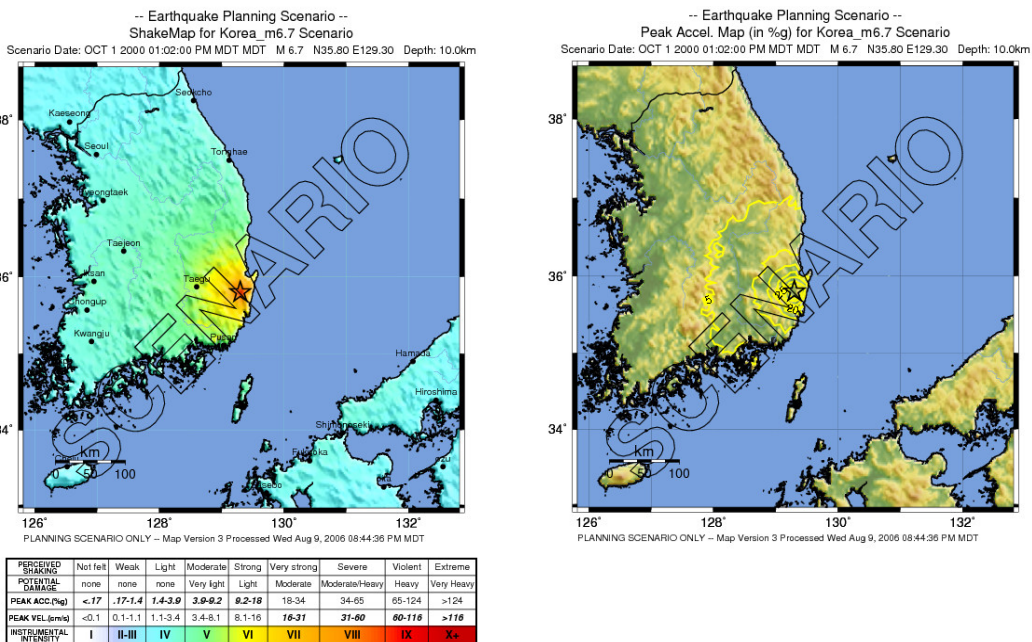 -- Earthquake Planning Scenario --
ShakeMap for Korea_m6.7 Scenario
Scenario Date: OCT 1 2000 01:02:00 PM MDT MDT M 6.7 N35.80 E129.30 Depth: 10.0km
38°
36°
34°
Seokcho
Kaeseong
Seoul
Tonghae
Taejeon
Iksan
Taegu
Kwangju
Pusan
Hamada
Hiroshima
SCENARIO
km
0 50 100
126° 128° 130° 132°
PLANNING SCENARIO ONLY -- Map Version 3 Processed Wed Aug 9, 2006 08:44:36 PM MDT
PERCEIVED SHAKING Not felt Weak Light Moderate Strong Very strong Severe Violent Extreme
POTENTIAL DAMAGE none none none Very light Light Moderate Moderate/Heavy Heavy Very Heavy
PEAK ACC.(%g) <.17 .17-1.4 1.4-3.9 3.9-9.2 9.2-18 18-34 34-65 65-124 >124
PEAK VEL.(cm/s) <0.1 0.1-1.1 1.1-3.4 3.4-8.1 8.1-16 16-31 31-60 60-116 >116
INSTRUMENTAL INTENSITY I II-III IV V VI VII VIII IX X+
-- Earthquake Planning Scenario --
Peak Accel. Map (in %g) for Korea_m6.7 Scenario
Scenario Date: OCT 1 2000 01:02:00 PM MDT MDT M 6.7 N35.80 E129.30 Depth: 10.0km
38°
36°
34°
5
20
SCENARIO
km
0 50 100
126° 128° 130° 132°
PLANNING SCENARIO ONLY -- Map Version 3 Processed Wed Aug 9, 2006 08:44:36 PM MDT